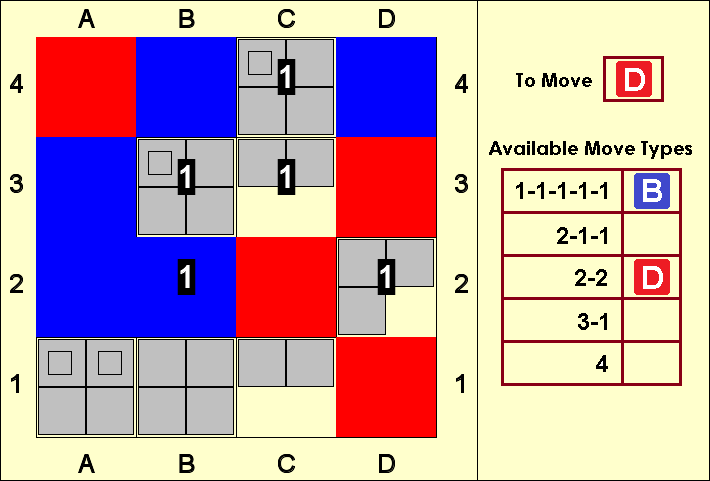 A B C D
4 1 4
To Move D
Available Move Types
3 1 1 3
1-1-1-1-1 B
2-1-1
2 1 1 2
2-2 D
3-1
1 1
4
A B C D